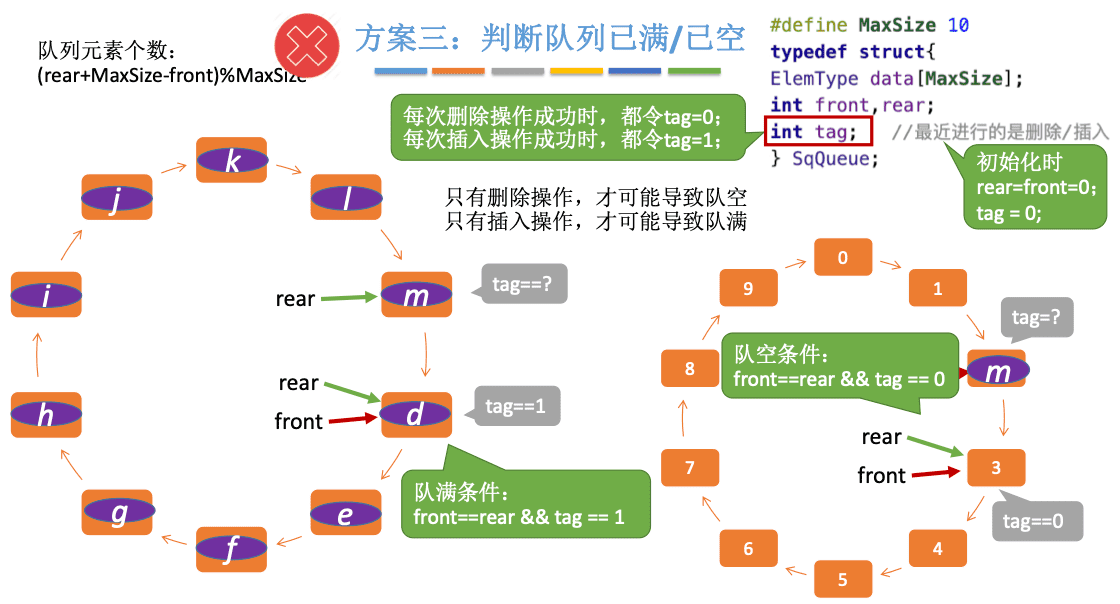 队列元素个数：
(rear+MaxSize-front)%MaxSize
方案三：判断队列已满/已空
#define MaxSize 10
typedef struct{
ElemType data[MaxSize];
int front,rear;
int tag; //最近进行的是删除/插入
} SqQueue;
每次删除操作成功时，都令tag=0；
每次插入操作成功时，都令tag=1；
初始化时
rear=front=0；
tag = 0;
只有删除操作，才可能导致队空
只有插入操作，才可能导致队满
k
j
l
i
rear
m
tag==?
h
rear
front
d
tag==1
g
e
f
队满条件：
front==rear && tag == 1
0
9
1
tag=?
8
队空条件：
front==rear && tag == 0
m
rear
front
7
3
tag==0
6
4
5